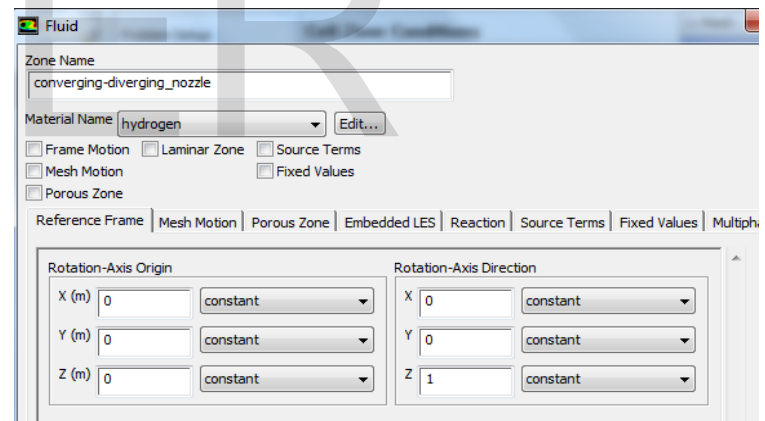 Fluid
Zone Name
converging-diverging_nozzle
Material Name hydrogen Edit...
Frame Motion Laminar Zone Source Terms
Mesh Motion Fixed Values
Porous Zone
Reference Frame Mesh Motion Porous Zone Embedded LES Reaction Source Terms Fixed Values Multipha
Rotation-Axis Origin Rotation-Axis Direction
X (m) 0 constant X 0 constant
Y (m) 0 constant Y 0 constant
Z (m) 0 constant Z 1 constant